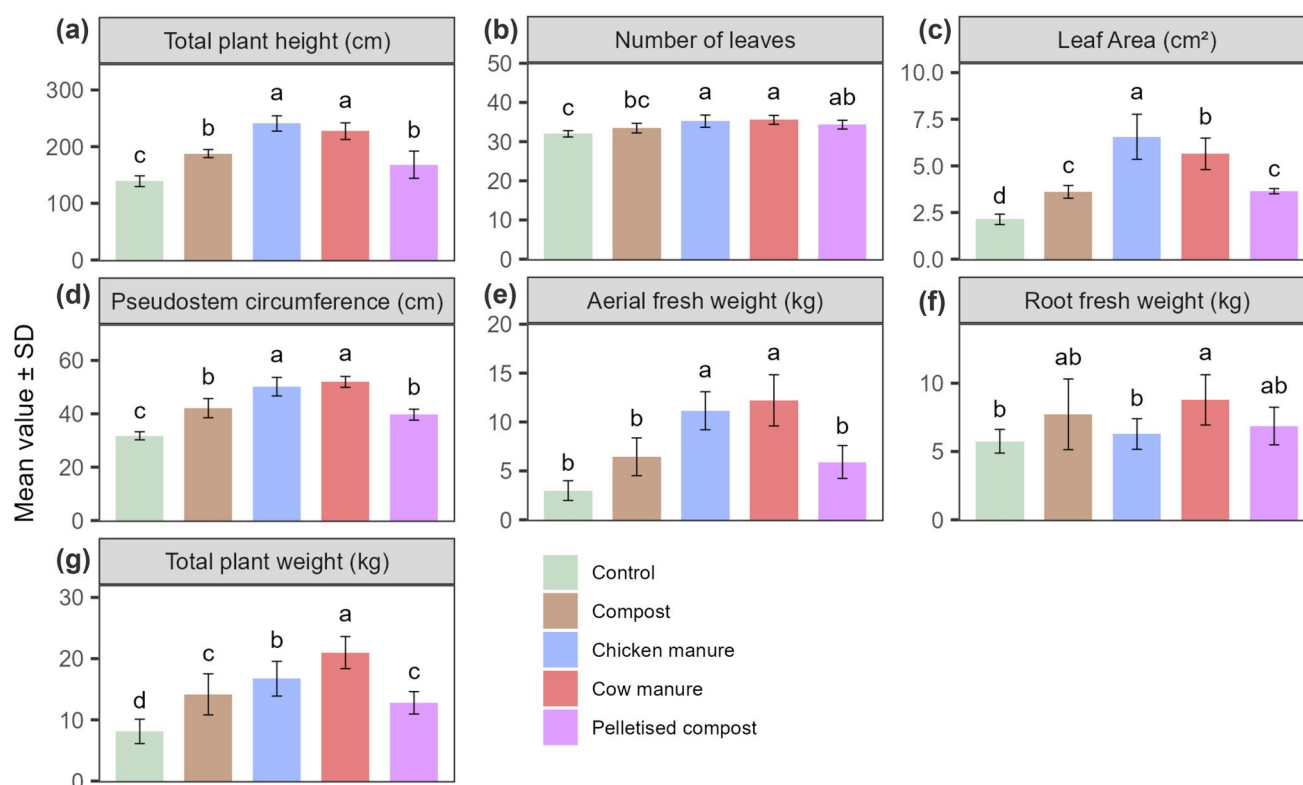 (a) Total plant height (cm)
300
200
100
0
c b a a b
(b) Number of leaves
50
40
30
20
10
0
c bc a a ab
(c) Leaf Area (cm²)
10.0
7.5
5.0
2.5
0.0
d c a b c
Mean value ± SD
(d) Pseudostem circumference (cm)
60
40
20
0
c b a a b
(e) Aerial fresh weight (kg)
20
15
10
5
0
b b a a b
(f) Root fresh weight (kg)
10
5
0
b ab b a ab
(g) Total plant weight (kg)
30
20
10
0
d c b a c
Control
Compost
Chicken manure
Cow manure
Pelletised compost